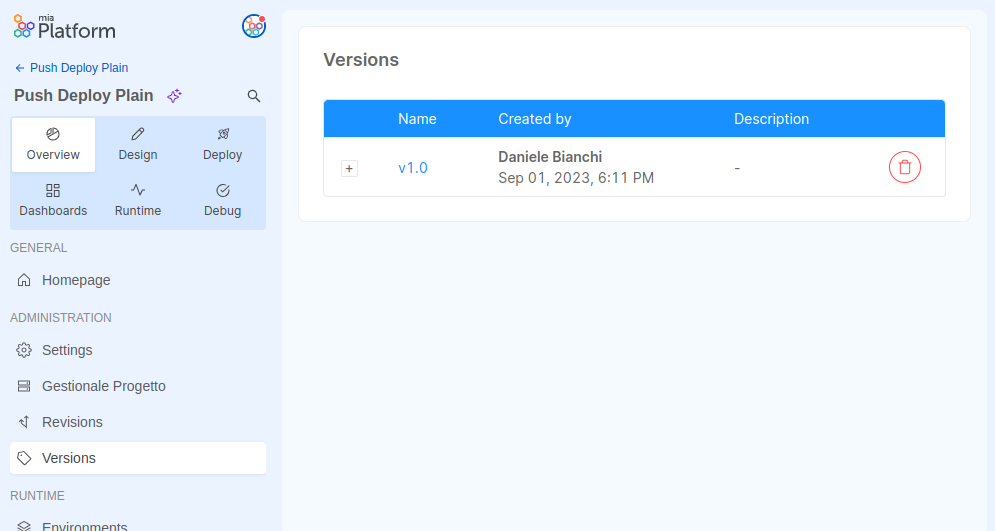 mia
Platform
Push Deploy Plain
Push Deploy Plain
Overview
Design
Deploy
Dashboards
Runtime
Debug
GENERAL
Homepage
ADMINISTRATION
Settings
Gestionale Progetto
Revisions
Versions
RUNTIME
Environments
Versions
Name Created by Description
v1.0
Daniele Bianchi
Sep 01, 2023, 6:11 PM
-